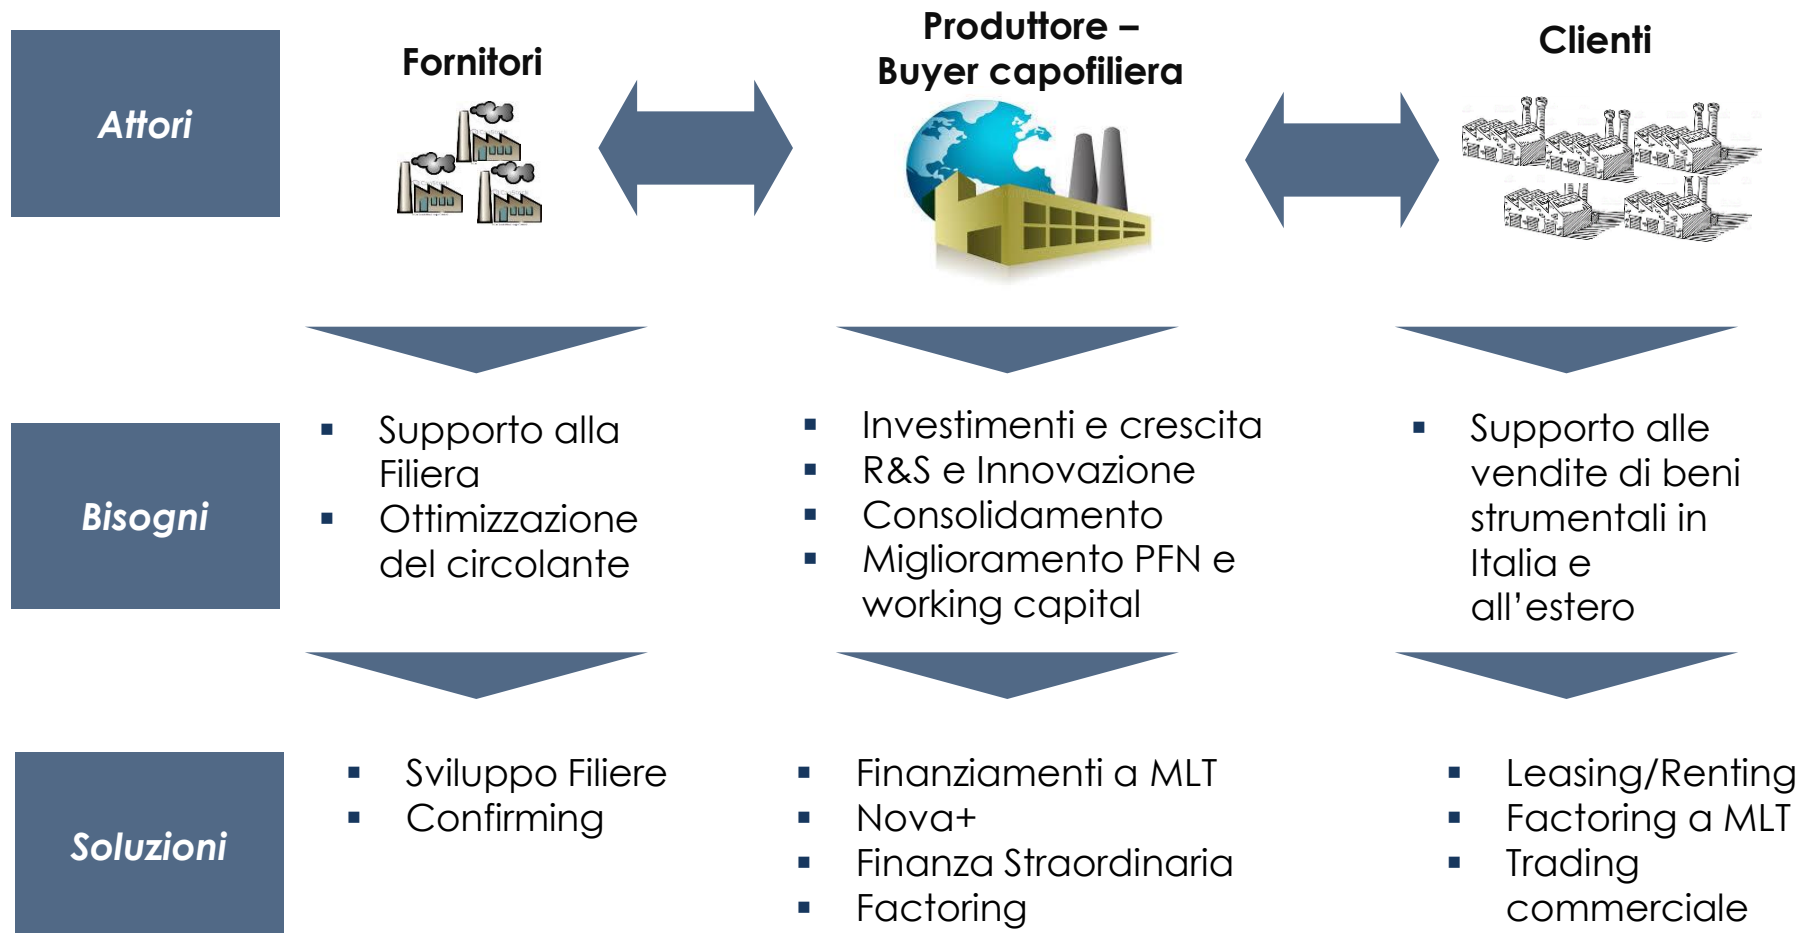 Attori
Fornitori
Produttore –
Buyer capofiliera
Clienti
Bisogni
▪ Supporto alla
Filiera
▪ Ottimizzazione
del circolante
▪ Investimenti e crescita
▪ R&S e Innovazione
▪ Consolidamento
▪ Miglioramento PFN e
working capital
▪ Supporto alle
vendite di beni
strumentali in
Italia e
all’estero
Soluzioni
▪ Sviluppo Filiere
▪ Confirming
▪ Finanziamenti a MLT
▪ Nova+
▪ Finanza Straordinaria
▪ Factoring
▪ Leasing/Renting
▪ Factoring a MLT
▪ Trading
commerciale